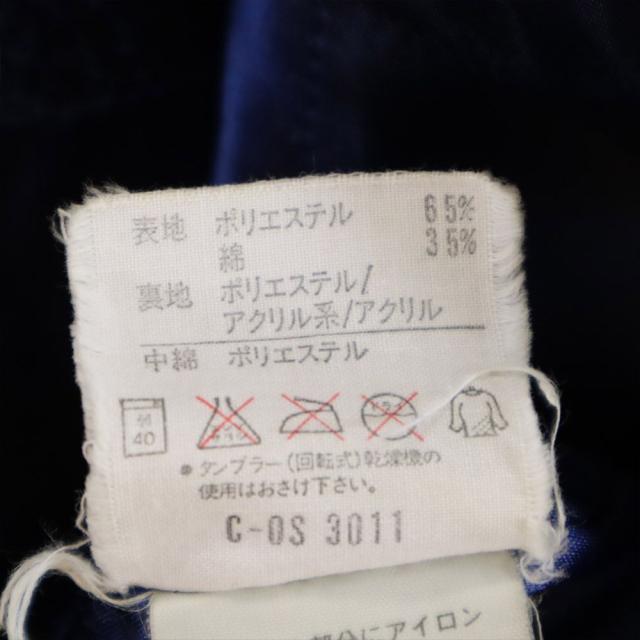 表地 ポリエステル 65%
綿 35%
裏地 ポリエステル/
アクリル系/アクリル
中綿 ポリエステル
40
タンブラー(回転式)乾燥機の
使用はおさけ下さい。
C-OS 3011
部分にアイロン